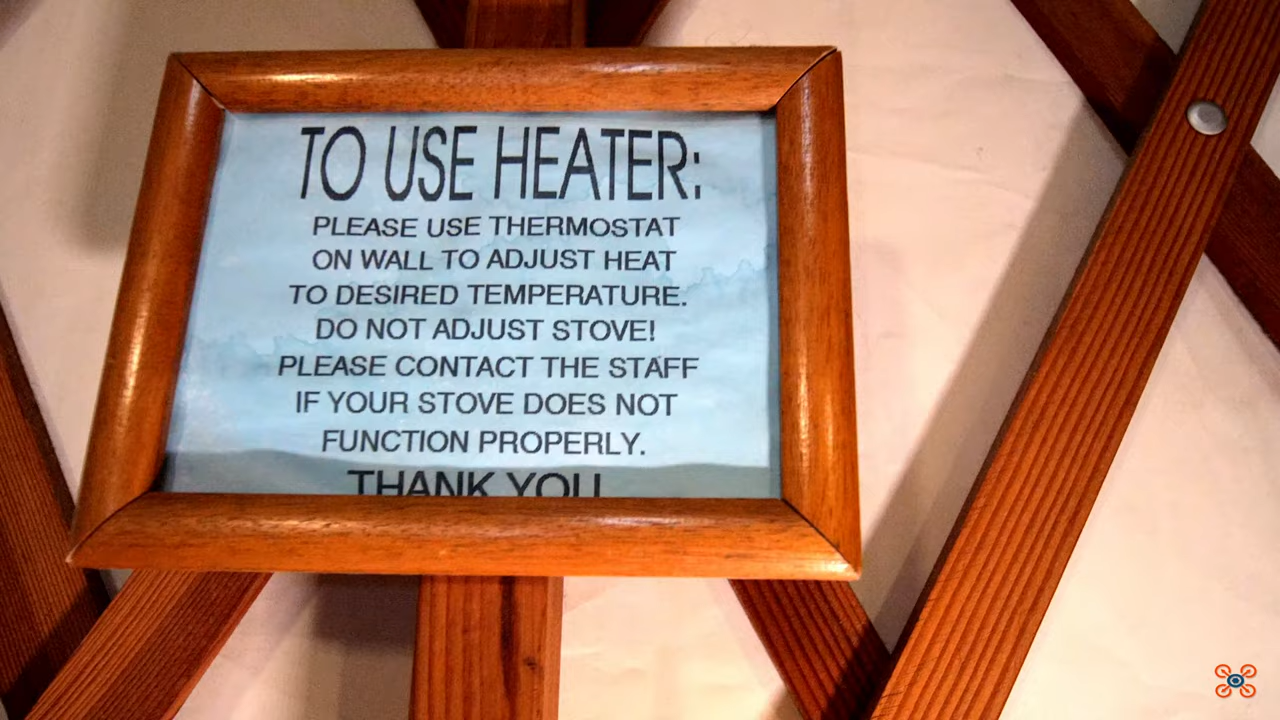 TO USE HEATER:
PLEASE USE THERMOSTAT
ON WALL TO ADJUST HEAT
TO DESIRED TEMPERATURE.
DO NOT ADJUST STOVE!
PLEASE CONTACT THE STAFF
IF YOUR STOVE DOES NOT
FUNCTION PROPERLY.
THANK YOU